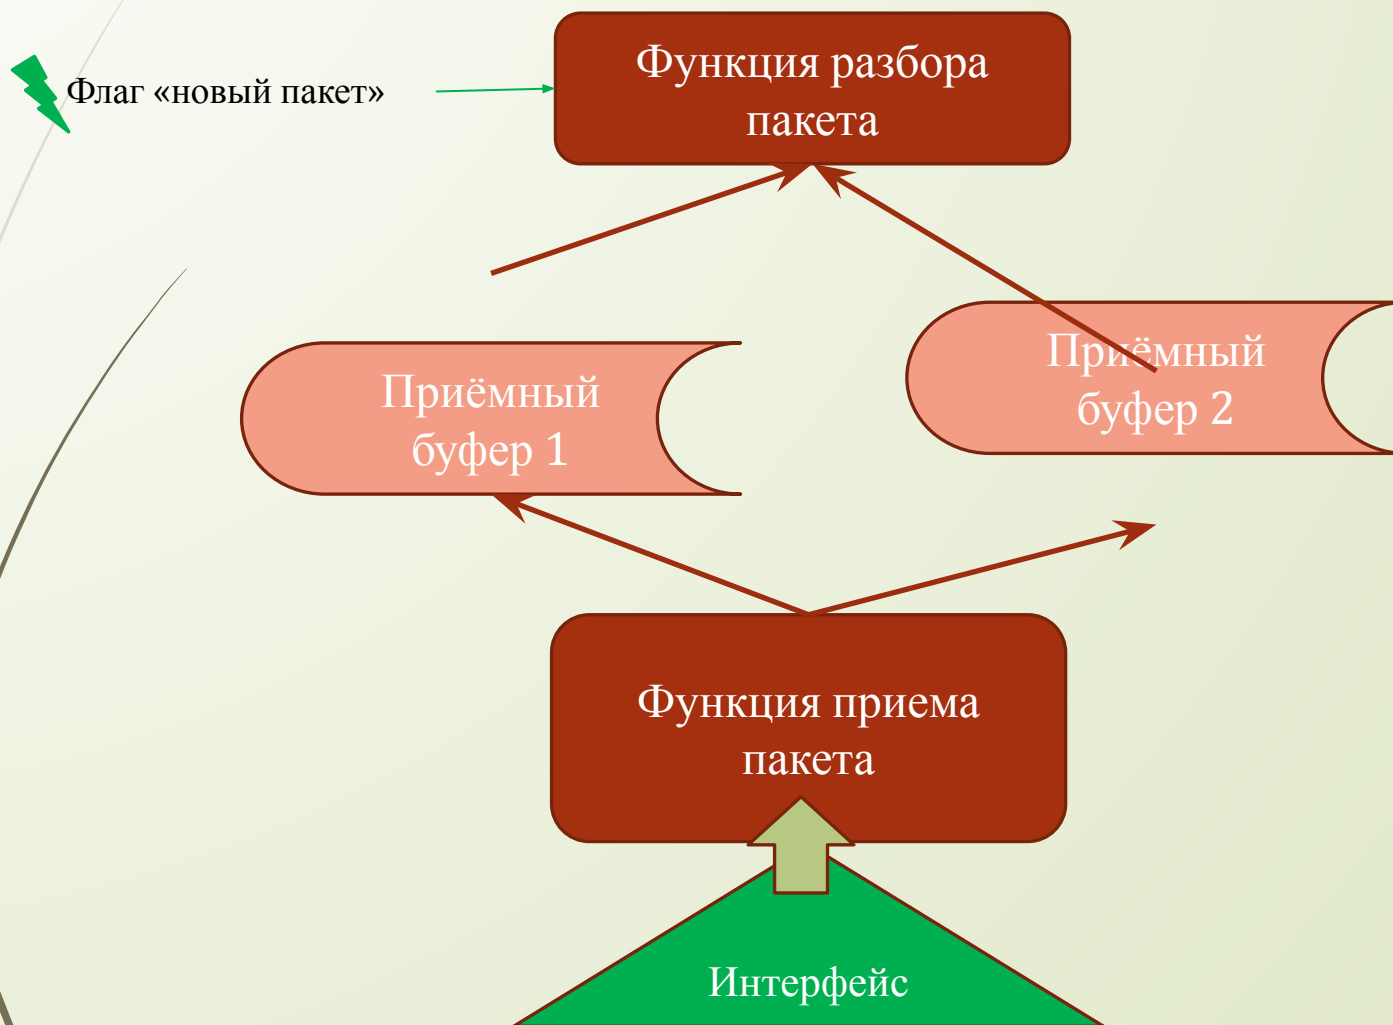 Функция разбора
пакета
Флаг «новый пакет»
Приёмный
буфер 1
Приёмный
буфер 2
Функция приема
пакета
Интерфейс